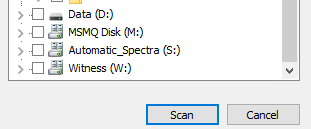 Data (D:)
MSMQ Disk (M:)
Automatic_Spectra (S:)
Witness (W:)
Scan Cancel